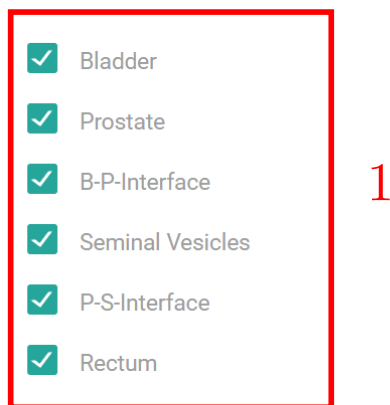 Bladder
Prostate
B-P-Interface
1
Seminal Vesicles
P-S-Interface
Rectum